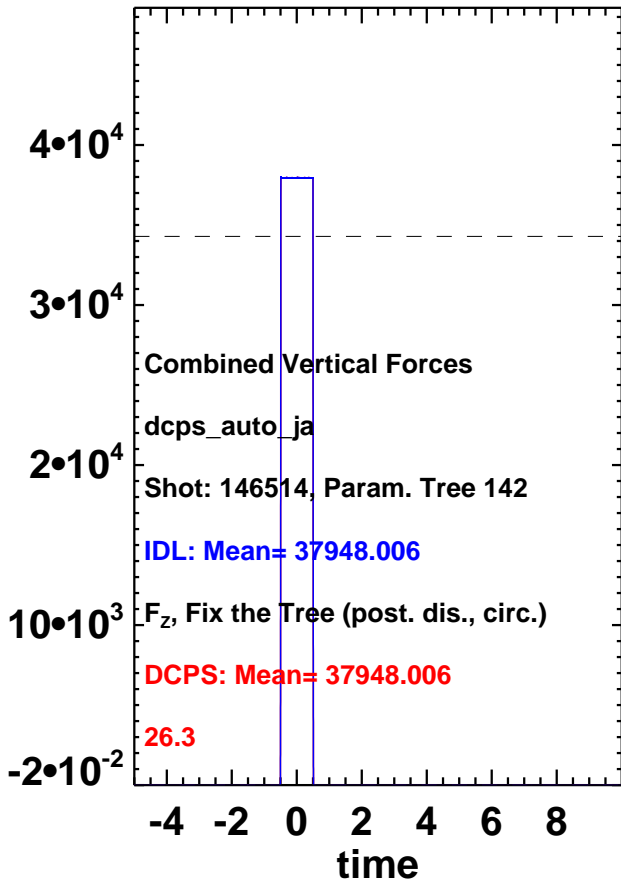 4•10⁴
3•10⁴
Combined Vertical Forces
dcps_auto_ja
2•10⁴
Shot: 146514, Param. Tree 142
IDL: Mean= 37948.006
10•10³
F_Z, Fix the Tree (post. dis., circ.)
DCPS: Mean= 37948.006
26.3
-2•10⁻²
-4 -2 0 2 4 6 8
time